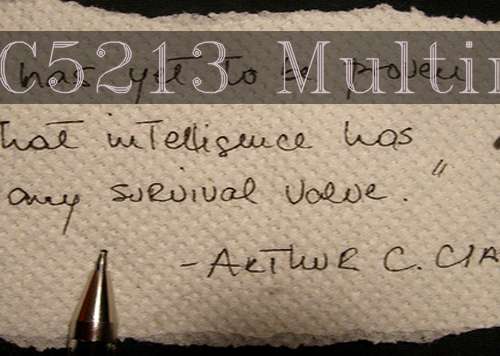 C5213 Multi
has yet to be proven
that intelligence has
any survival value."
- ARTHUR C. CLA